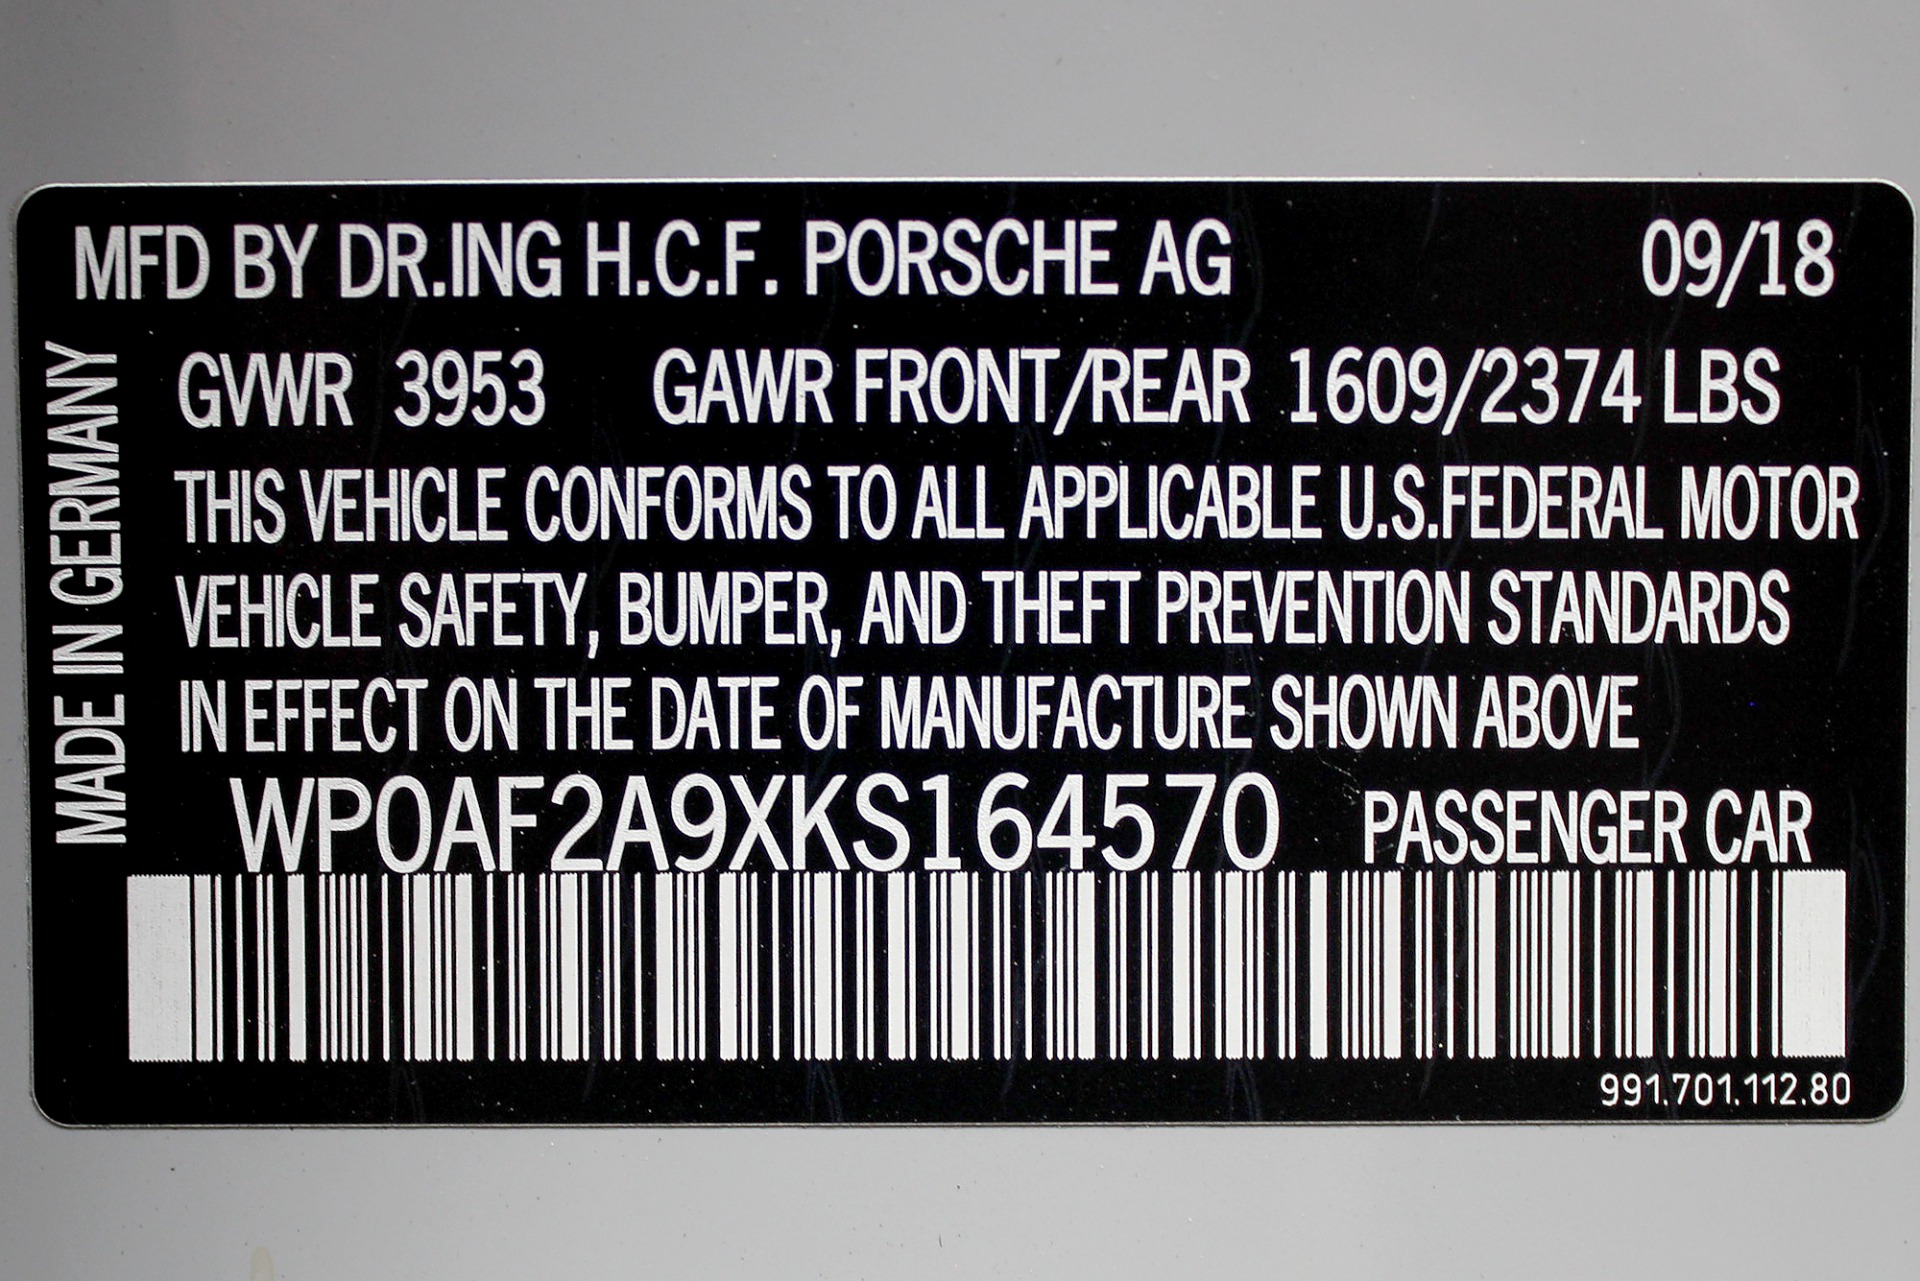 MFD BY DR.ING H.C.F. PORSCHE AG 09/18
MADE IN GERMANY
GVWR 3953 GAWR FRONT/REAR 1609/2374 LBS
THIS VEHICLE CONFORMS TO ALL APPLICABLE U.S.FEDERAL MOTOR
VEHICLE SAFETY, BUMPER, AND THEFT PREVENTION STANDARDS
IN EFFECT ON THE DATE OF MANUFACTURE SHOWN ABOVE
WP0AF2A9XKS164570 PASSENGER CAR
991.701.112.80